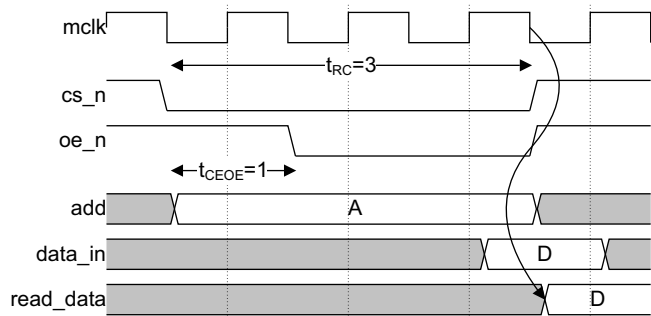 mclk
t_RC=3
cs_n
oe_n
t_CEOE=1
add A
data_in D
read_data D